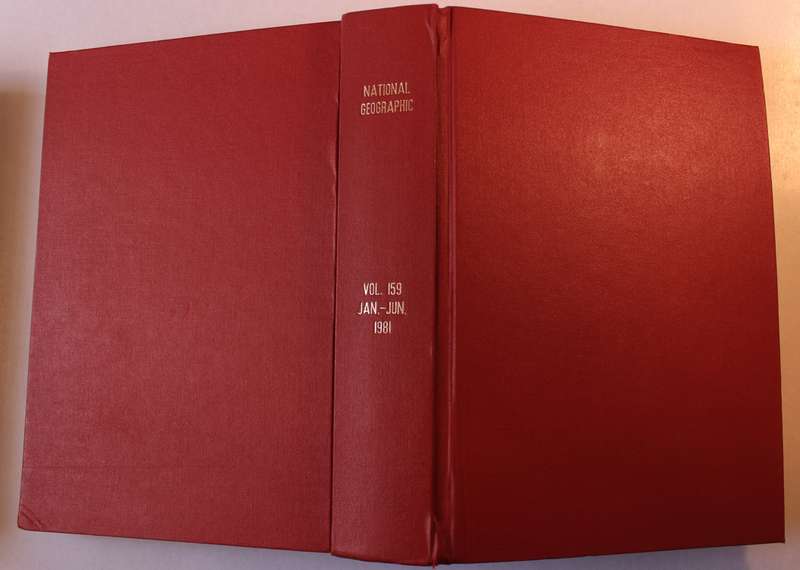 NATIONAL
GEOGRAPHIC
VOL. 159
JAN.-JUN.
1981